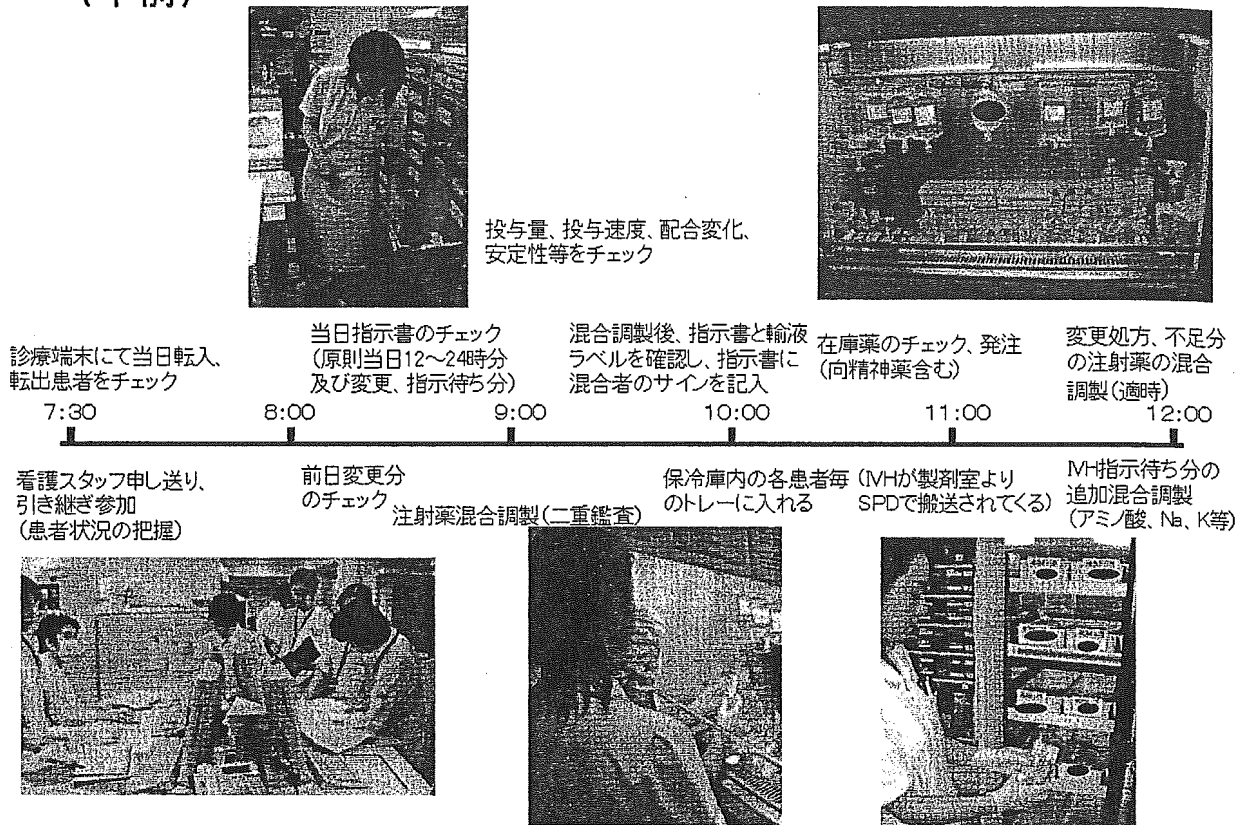 (午前)
投与量、投与速度、配合変化、
安定性等をチェック
診療端末にて当日転入、
転出患者をチェック
当日指示書のチェック
(原則当日12～24時分
及び変更、指示待ち分)
混合調製後、指示書と輸液
ラベルを確認し、指示書に
混合者のサインを記入
在庫薬のチェック、発注
(向精神薬含む)
変更処方、不足分
の注射薬の混合
調製(適時)
7:30 8:00 9:00 10:00 11:00 12:00
看護スタッフ申し送り、
引き継ぎ参加
(患者状況の把握)
前日変更分
のチェック
注射薬混合調製(二重鑑査)
保冷庫内の各患者毎
のトレーに入れる
(IVHが製剤室より
SPDで搬送されてくる)
IVH指示待ち分の
追加混合調製
(アミノ酸、Na、K等)